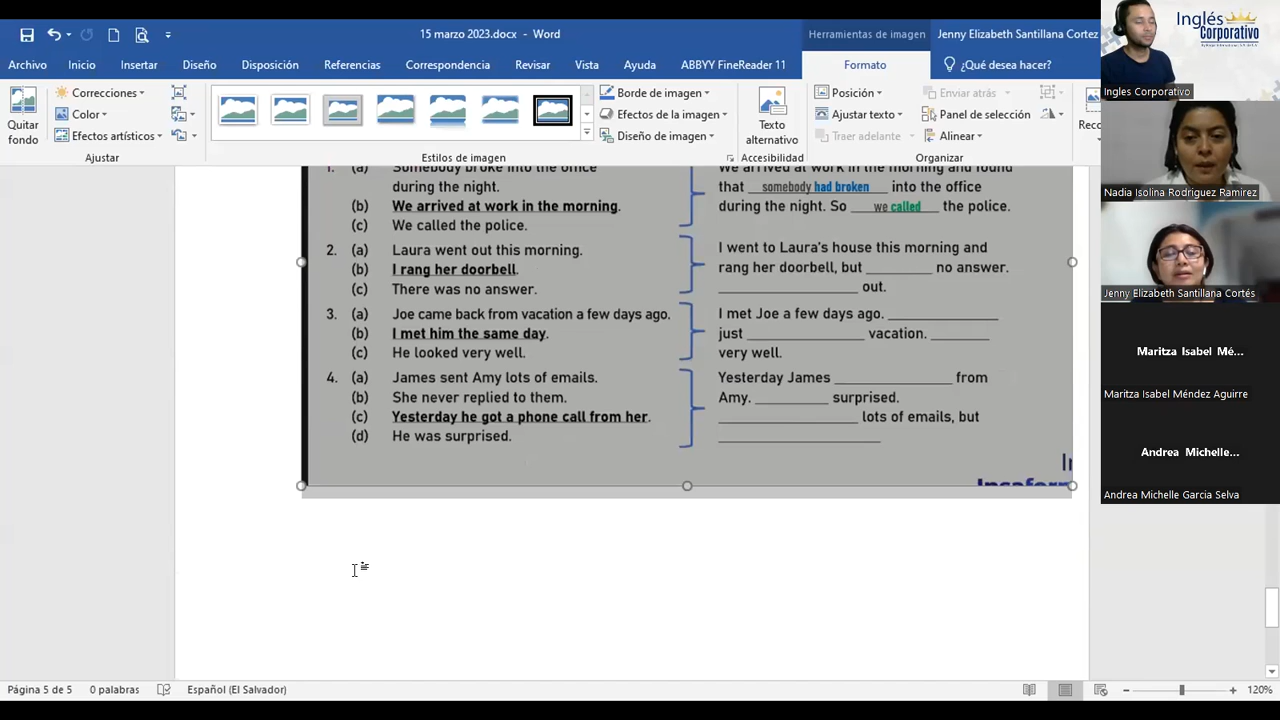 15 marzo 2023.docx - Word
Herramientas de imagen
Jenny Elizabeth Santillana Cortez
Inglés Corporativo
Archivo Inicio Insertar Diseño Disposición Referencias Correspondencia Revisar Vista Ayuda ABBYY FineReader 11 Formato ¿Qué desea hacer?
Quitar fondo
Correcciones
Color
Efectos artísticos
Borde de imagen
Efectos de la imagen
Diseño de imagen
Texto alternativo
Posición
Ajustar texto
Traer adelante
Enviar atrás
Panel de selección
Alinear
Reco
Ajustar Estilos de imagen Accesibilidad Organizar
Ingles Corporativo
Nadia Isolina Rodriguez Ramirez
Jenny Elizabeth Santillana Cortés
Maritza Isabel Mé...
Maritza Isabel Méndez Aguirre
Andrea Michelle...
Andrea Michelle Garcia Selva
1. (a) Somebody broke into the office
during the night.
(b) We arrived at work in the morning.
(c) We called the police.
We arrived at work in the morning and found
that somebody had broken into the office
during the night. So we called the police.
2. (a) Laura went out this morning.
(b) I rang her doorbell.
(c) There was no answer.
I went to Laura's house this morning and
rang her doorbell, but ________ no answer.
________________ out.
3. (a) Joe came back from vacation a few days ago.
(b) I met him the same day.
(c) He looked very well.
I met Joe a few days ago. ____________
just ______________ vacation. _______
very well.
4. (a) James sent Amy lots of emails.
(b) She never replied to them.
(c) Yesterday he got a phone call from her.
(d) He was surprised.
Yesterday James ______________ from
Amy. _________ surprised.
________________ lots of emails, but
___________________
Página 5 de 5 0 palabras Español (El Salvador) 120%